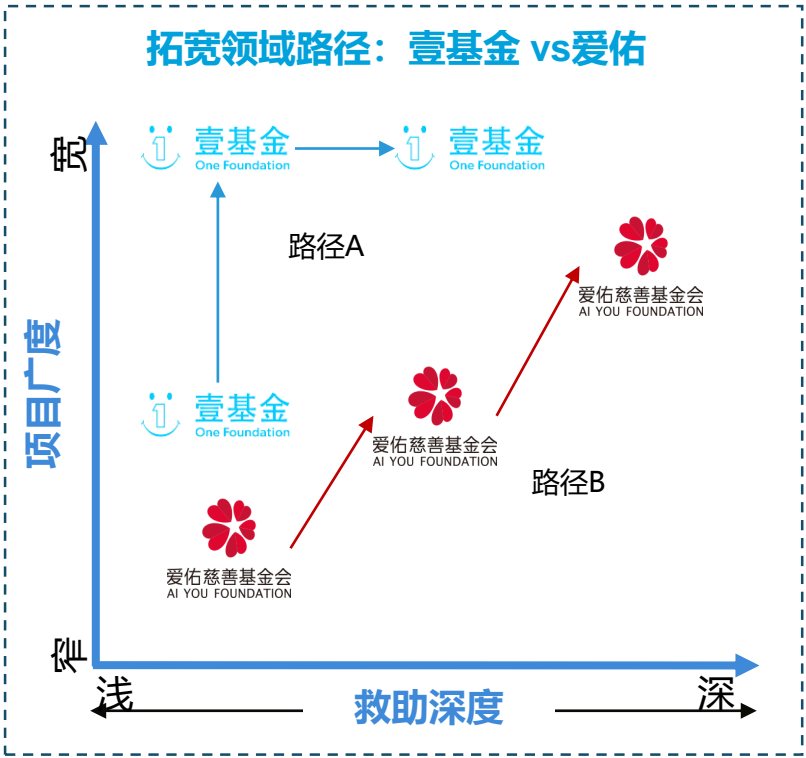 拓宽领域路径：壹基金 vs爱佑
宽
壹基金
One Foundation
壹基金
One Foundation
路径A
爱佑慈善基金会
AI YOU FOUNDATION
项目广度
壹基金
One Foundation
爱佑慈善基金会
AI YOU FOUNDATION
路径B
爱佑慈善基金会
AI YOU FOUNDATION
窄
浅
救助深度
深